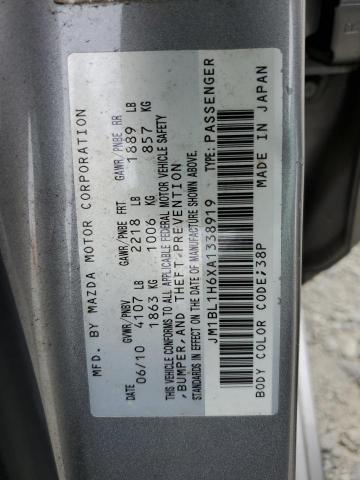 MFD. BY MAZDA MOTOR CORPORATION
DATE GVWR/PNBV GAWR/PNBE FRT GAWR/PNBE RR
06/10 4107 LB 2218 LB 1889 LB
1863 KG 1006 KG 857 KG
THIS VEHICLE CONFORMS TO ALL APPLICABLE FEDERAL MOTOR VEHICLE SAFETY
,BUMPER,AND THEFT PREVENTION
STANDARDS IN EFFECT ON THE DATE OF MANUFACTURE SHOWN ABOVE.
JM1BL1H6XA1338919 TYPE: PASSENGER
BODY COLOR CODE;38P MADE IN JAPAN